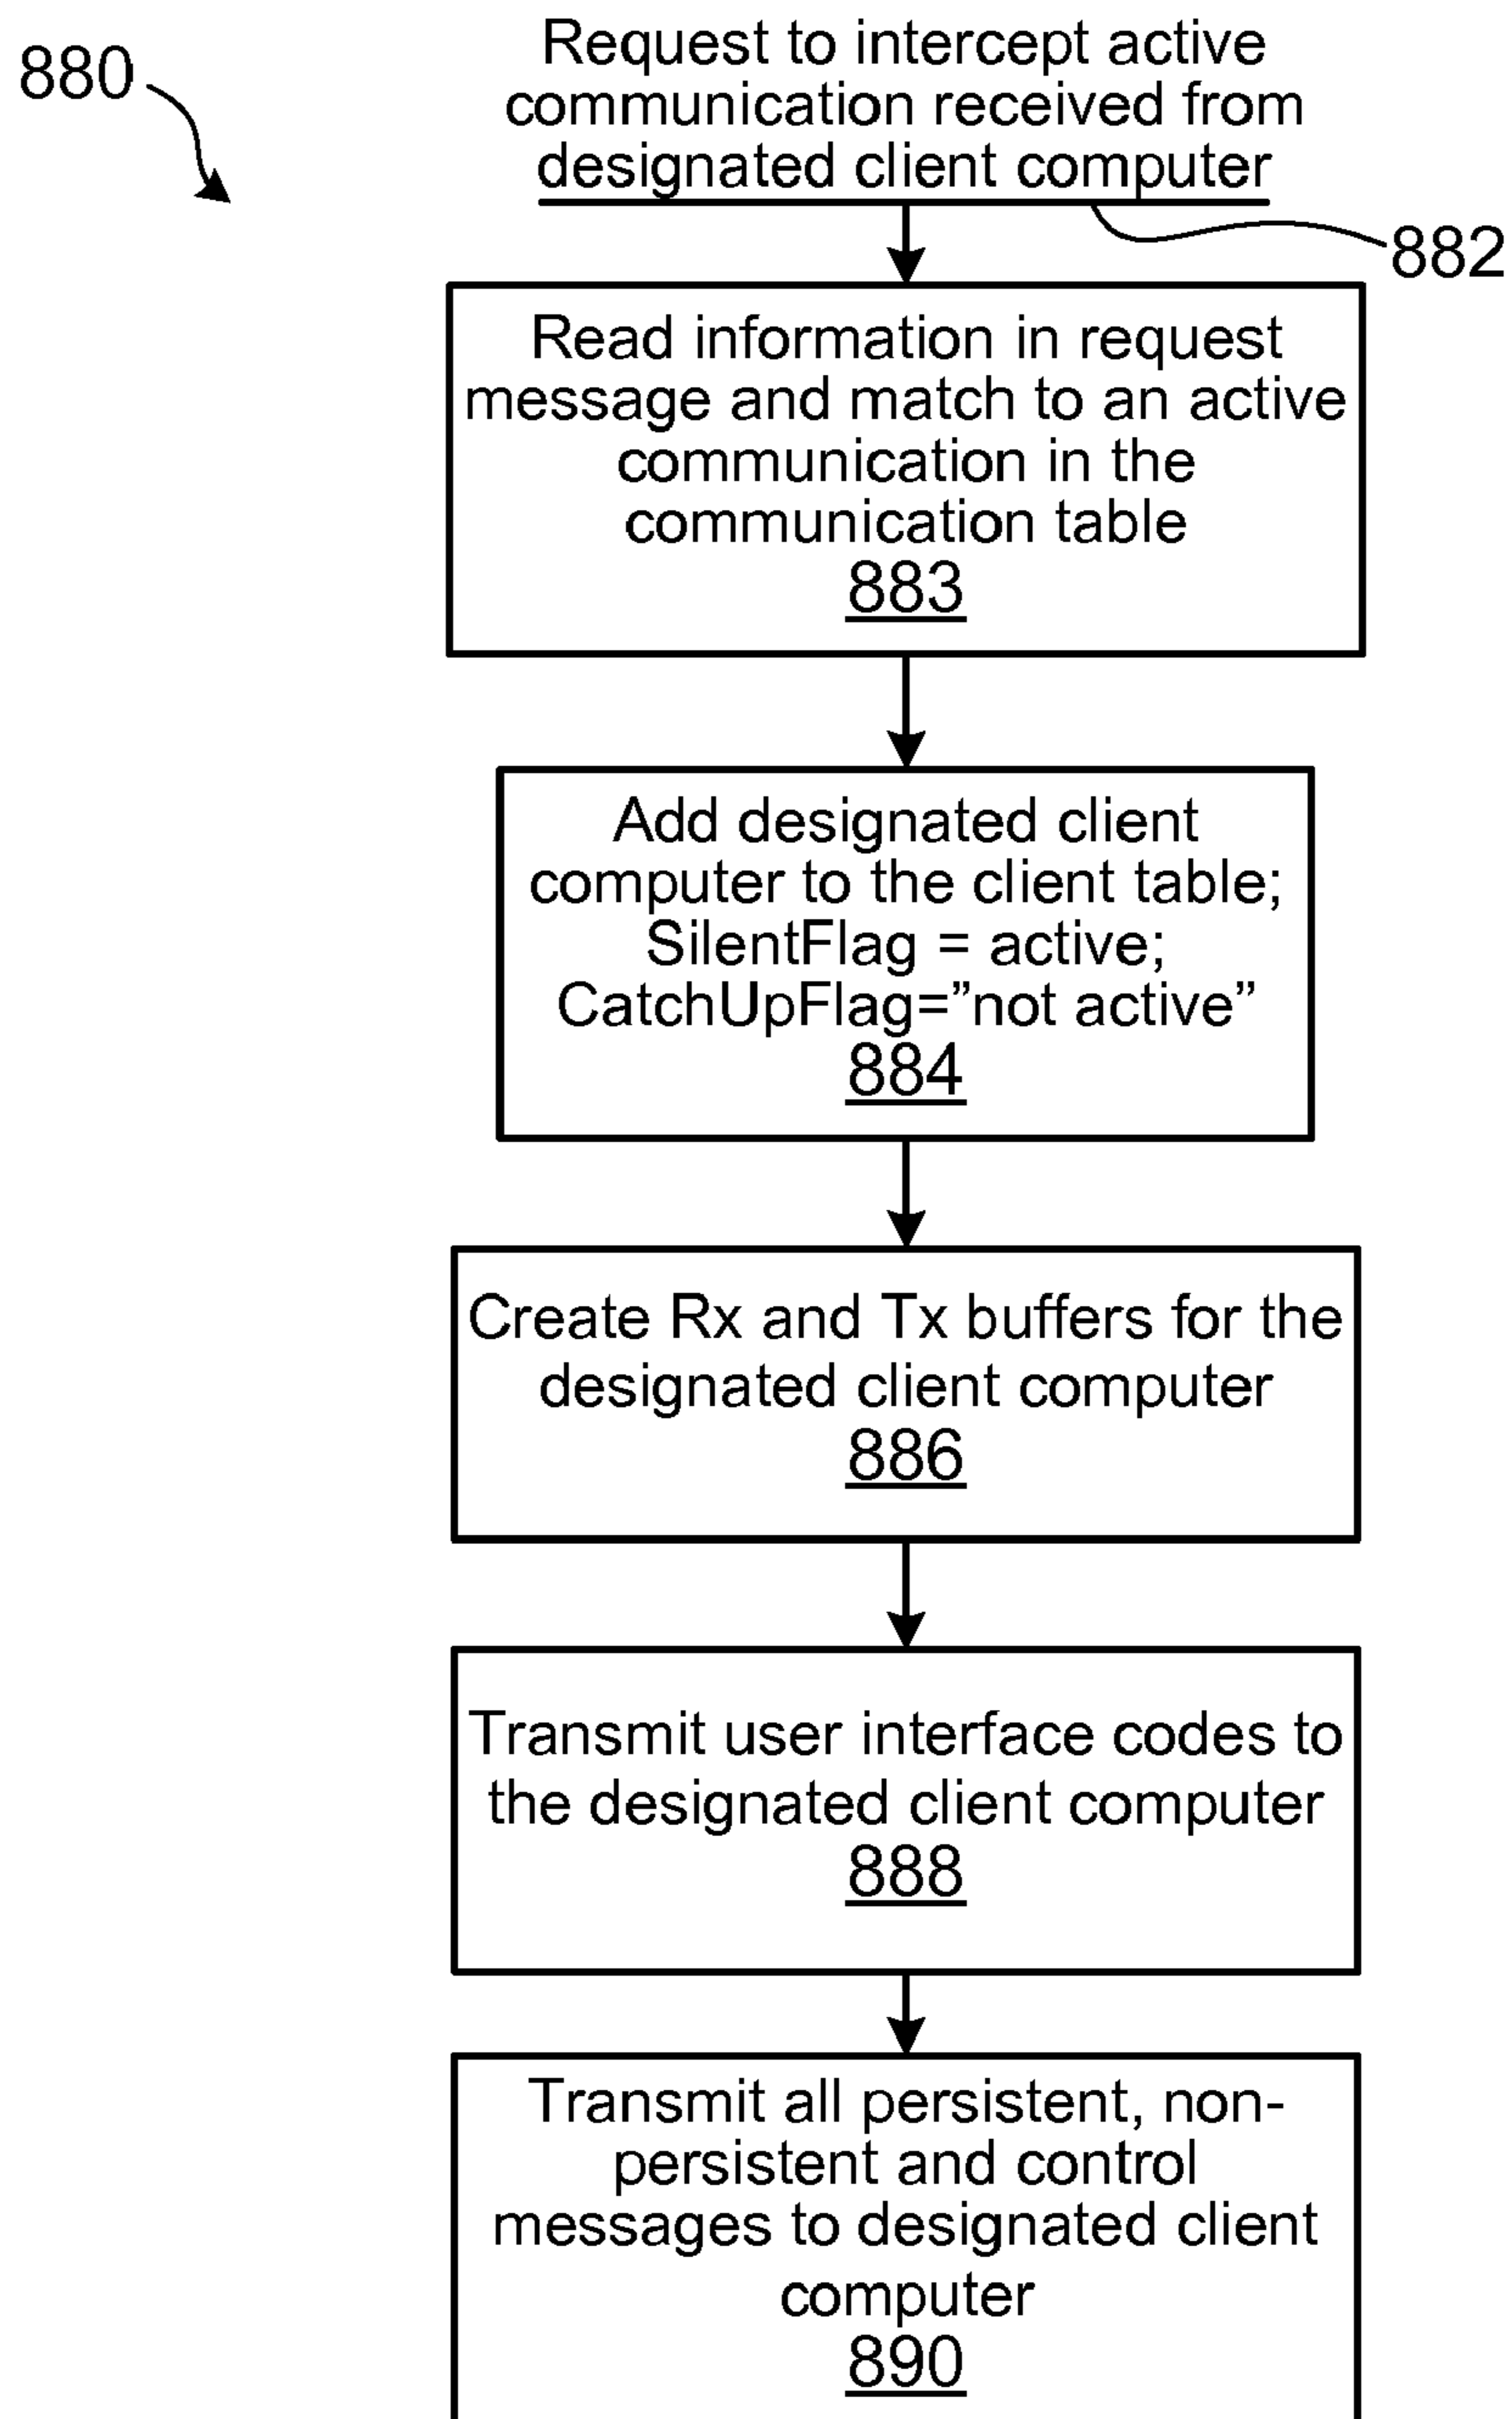 880
Request to intercept active
communication received from
designated client computer
882
Read information in request
message and match to an active
communication in the
communication table
883
Add designated client
computer to the client table;
SilentFlag = active;
CatchUpFlag=”not active”
884
Create Rx and Tx buffers for the
designated client computer
886
Transmit user interface codes to
the designated client computer
888
Transmit all persistent, non-
persistent and control
messages to designated client
computer
890